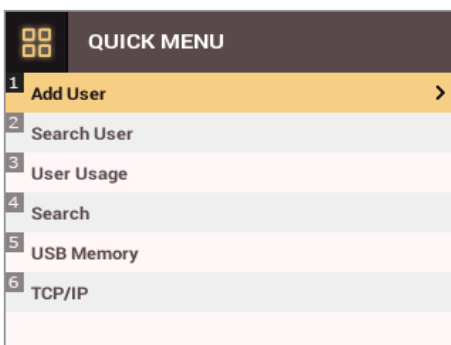 QUICK MENU
1 Add User
2 Search User
3 User Usage
4 Search
5 USB Memory
6 TCP/IP